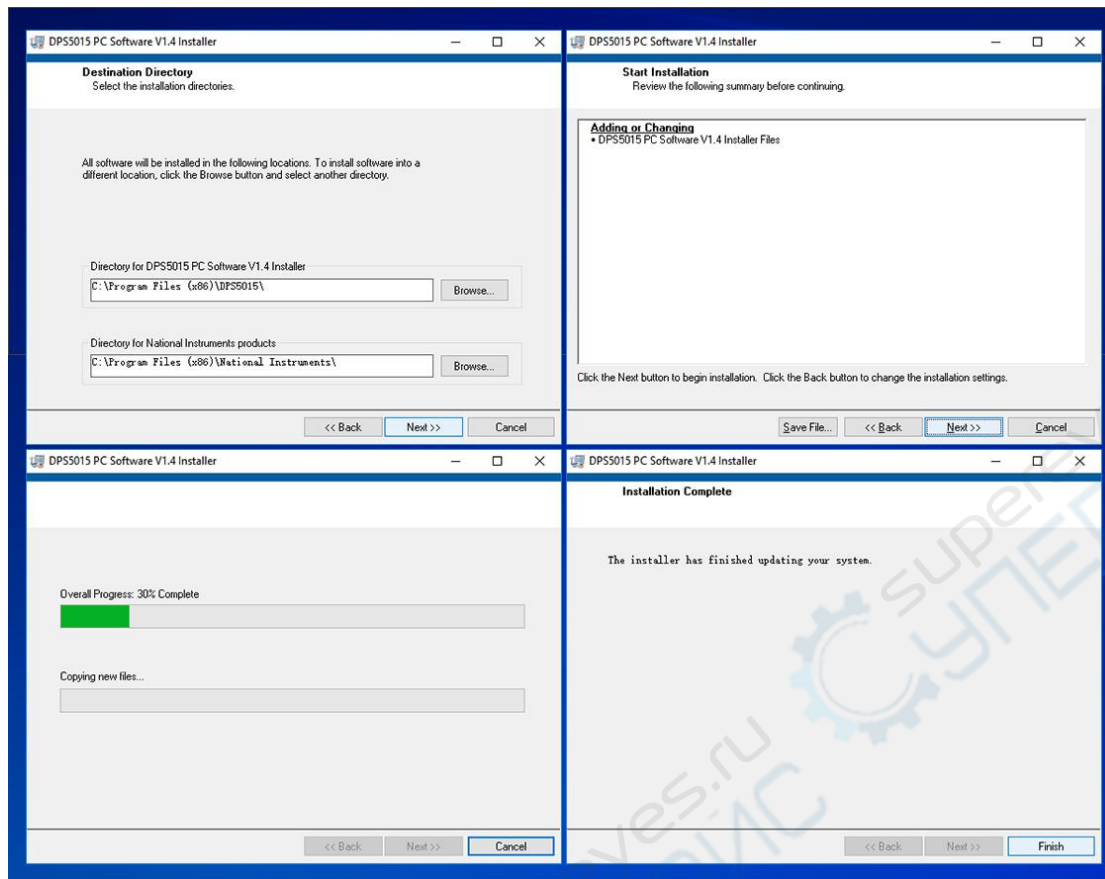 DPS5015 PC Software V1.4 Installer
Destination Directory
Select the installation directories.
All software will be installed in the following locations. To install software into a
different location, click the Browse button and select another directory.
Directory for DPS5015 PC Software V1.4 Installer
C:\Program Files (x86)\DPS5015\
Browse...
Directory for National Instruments products
C:\Program Files (x86)\National Instruments\
Browse...
<< Back Next >> Cancel
DPS5015 PC Software V1.4 Installer
Start Installation
Review the following summary before continuing.
Adding or Changing
• DPS5015 PC Software V1.4 Installer Files
Click the Next button to begin installation. Click the Back button to change the installation settings.
Save File... << Back Next >> Cancel
DPS5015 PC Software V1.4 Installer
Overall Progress: 30% Complete
Copying new files...
<< Back Next >> Cancel
DPS5015 PC Software V1.4 Installer
Installation Complete
The installer has finished updating your system.
<< Back Next >> Finish